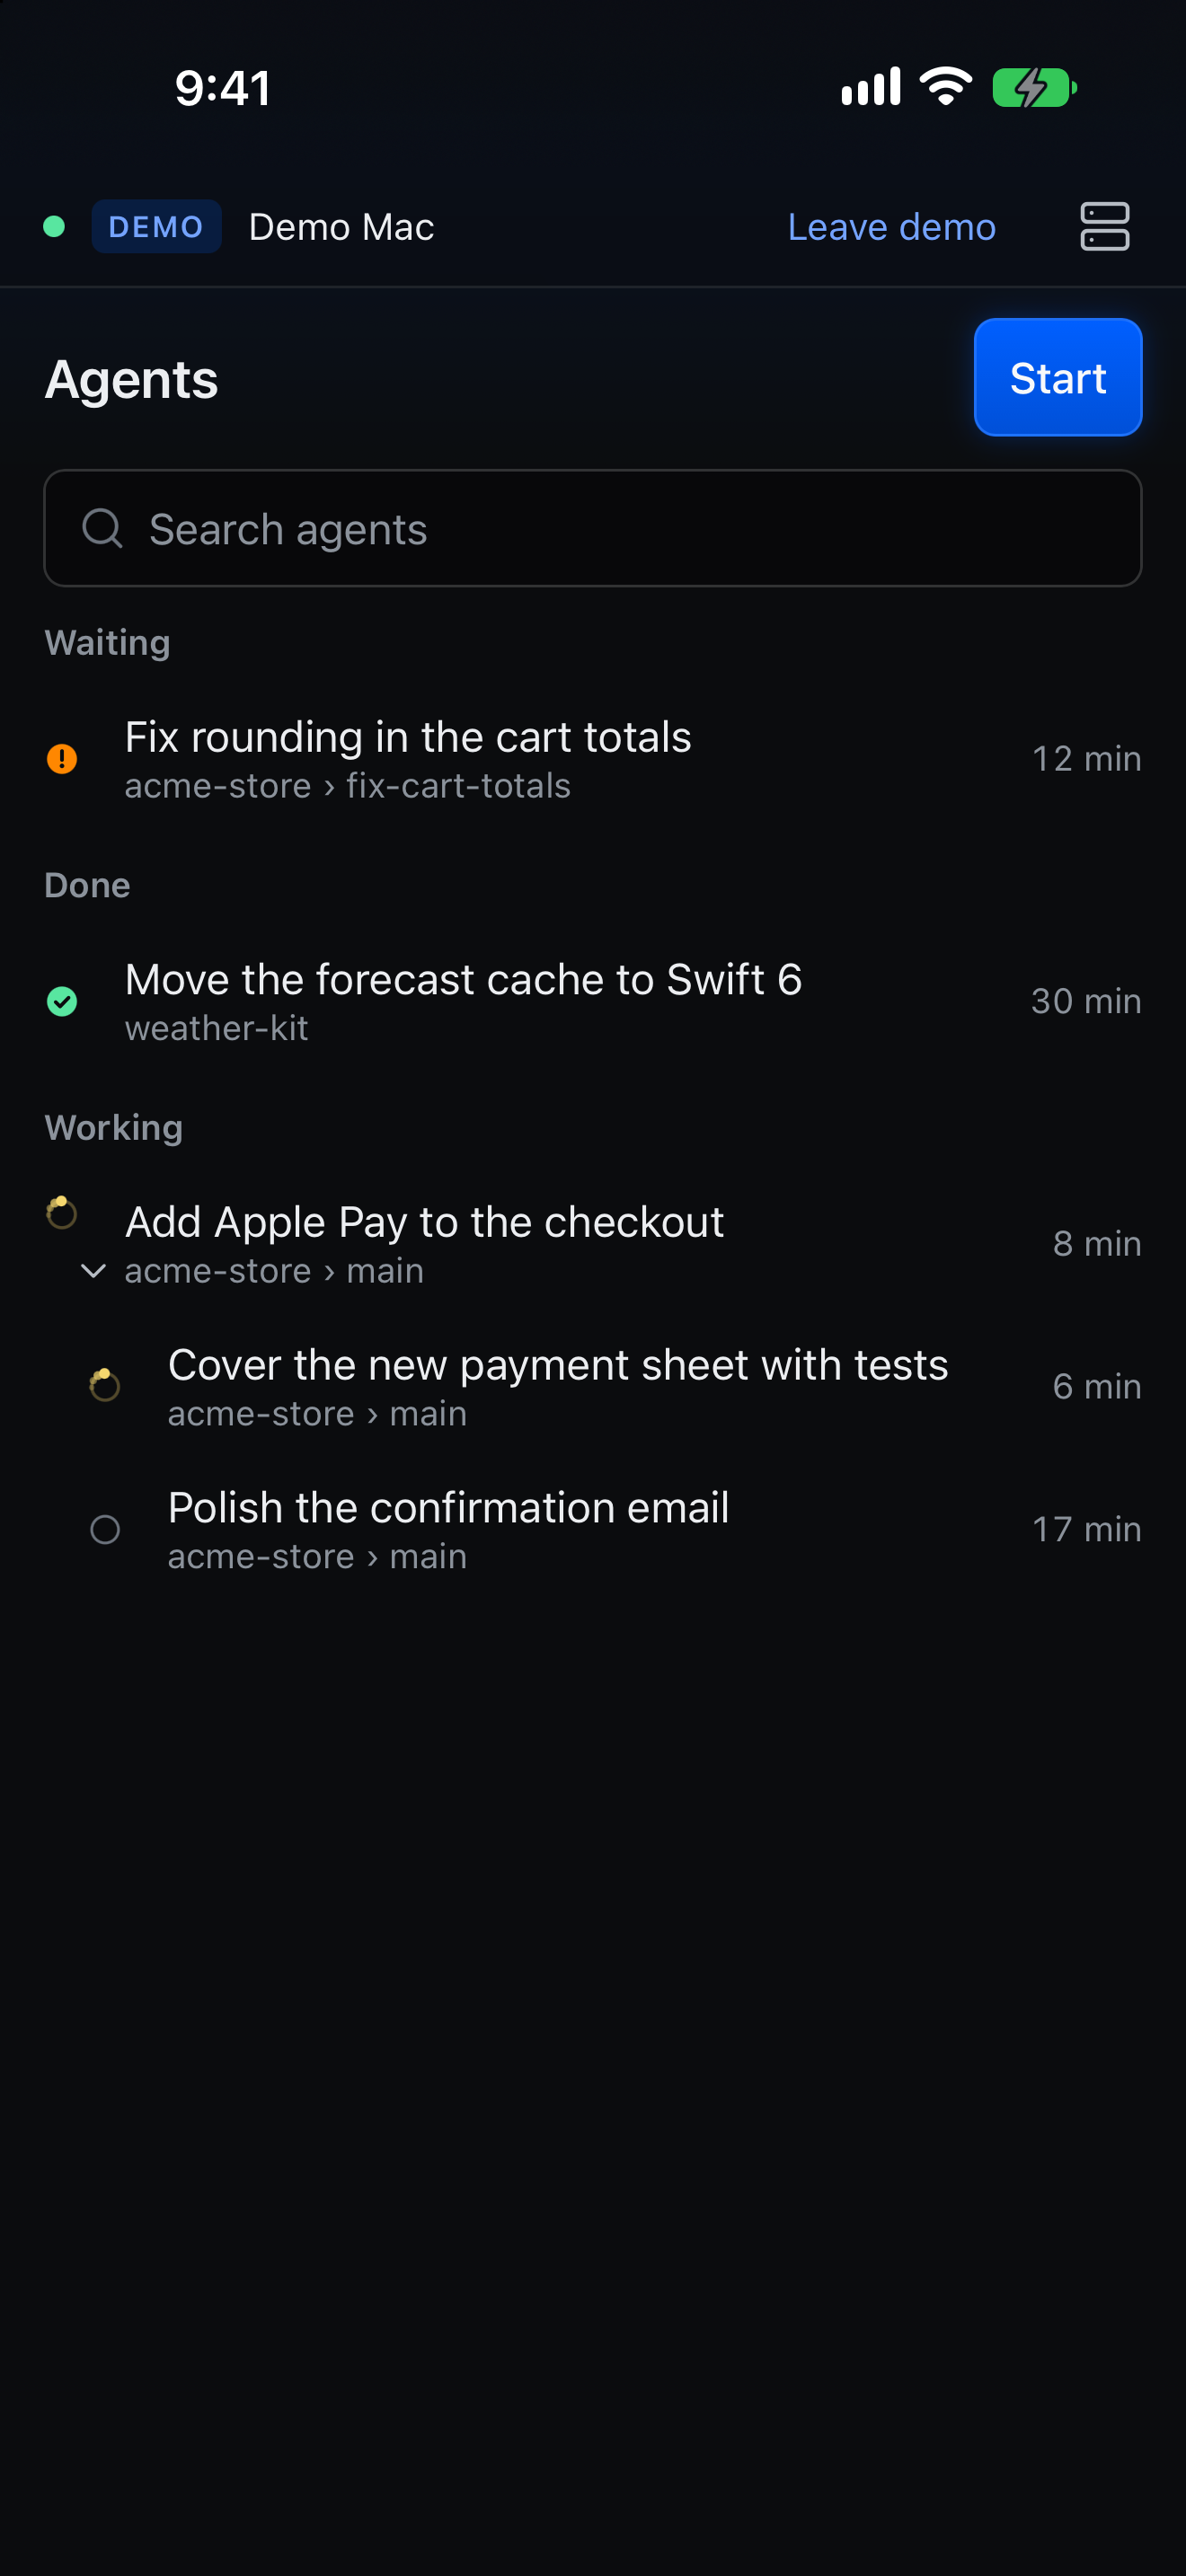 9:41
DEMO Demo Mac Leave demo
Agents Start
Search agents
Waiting
Fix rounding in the cart totals
acme-store › fix-cart-totals
12 min
Done
Move the forecast cache to Swift 6
weather-kit
30 min
Working
Add Apple Pay to the checkout
acme-store › main
8 min
Cover the new payment sheet with tests
acme-store › main
6 min
Polish the confirmation email
acme-store › main
17 min